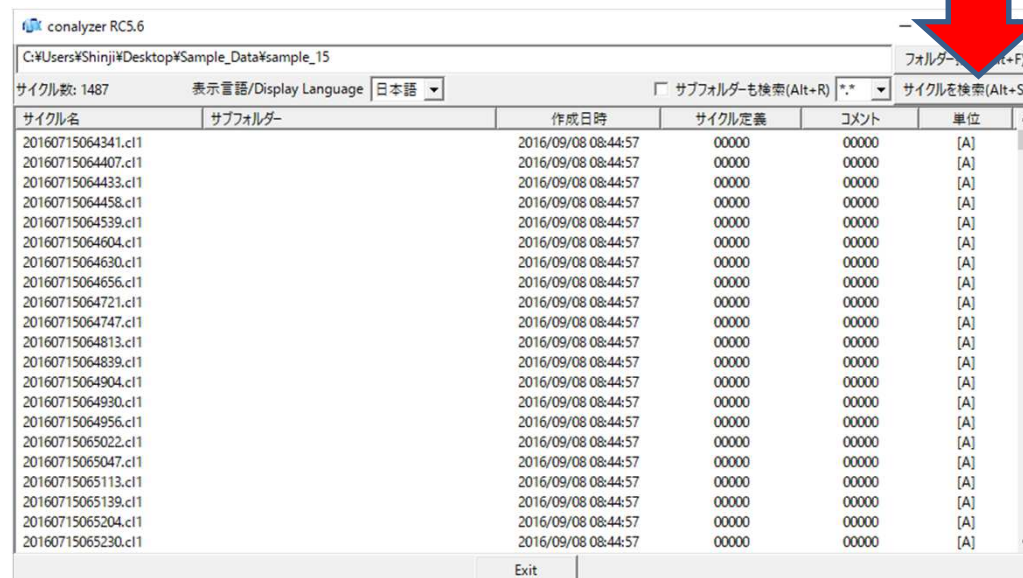 conalyzer RC5.6
C:¥Users¥Shinji¥Desktop¥Sample_Data¥sample_15 フォルダー
サイクル数: 1487 表示言語/Display Language 日本語 サブフォルダーも検索(Alt+R) *.* サイクルを検索(Alt+S
サイクル名 サブフォルダー 作成日時 サイクル定義 コメント 単位
20160715064341.cl1 2016/09/08 08:44:57 00000 00000 [A]
20160715064407.cl1 2016/09/08 08:44:57 00000 00000 [A]
20160715064433.cl1 2016/09/08 08:44:57 00000 00000 [A]
20160715064458.cl1 2016/09/08 08:44:57 00000 00000 [A]
20160715064539.cl1 2016/09/08 08:44:57 00000 00000 [A]
20160715064604.cl1 2016/09/08 08:44:57 00000 00000 [A]
20160715064630.cl1 2016/09/08 08:44:57 00000 00000 [A]
20160715064656.cl1 2016/09/08 08:44:57 00000 00000 [A]
20160715064721.cl1 2016/09/08 08:44:57 00000 00000 [A]
20160715064747.cl1 2016/09/08 08:44:57 00000 00000 [A]
20160715064813.cl1 2016/09/08 08:44:57 00000 00000 [A]
20160715064839.cl1 2016/09/08 08:44:57 00000 00000 [A]
20160715064904.cl1 2016/09/08 08:44:57 00000 00000 [A]
20160715064930.cl1 2016/09/08 08:44:57 00000 00000 [A]
20160715064956.cl1 2016/09/08 08:44:57 00000 00000 [A]
20160715065022.cl1 2016/09/08 08:44:57 00000 00000 [A]
20160715065047.cl1 2016/09/08 08:44:57 00000 00000 [A]
20160715065113.cl1 2016/09/08 08:44:57 00000 00000 [A]
20160715065139.cl1 2016/09/08 08:44:57 00000 00000 [A]
20160715065204.cl1 2016/09/08 08:44:57 00000 00000 [A]
20160715065230.cl1 2016/09/08 08:44:57 00000 00000 [A]
Exit